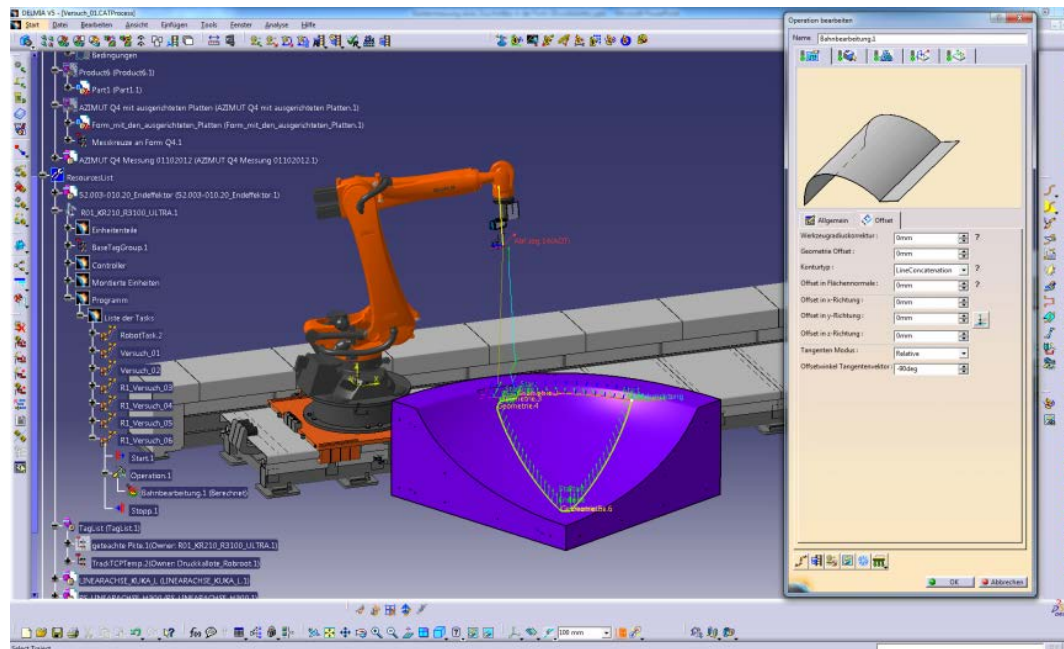 DELMIA V5 - [Versuch_01.CATProcess]
Start Datei Bearbeiten Ansicht Einfügen Tools Fenster Analyse Hilfe
Bedingungen
Product6 (Product6.1)
Part1 (Part1.1)
AZIMUT Q4 mit ausgerichteten Platten (AZIMUT Q4 mit ausgerichteten Platten.1)
Form_mit_den_ausgerichteten_Platten (Form_mit_den_ausgerichteten_Platten.1)
Messkreuze an Form Q4.1
AZIMUT Q4 Messung 01102012 (AZIMUT Q4 Messung 01102012.1)
ResourcesList
S2.003-010.20_Endeffektor (S2.003-010.20_Endeffektor.1)
R01_KR210_R3100_ULTRA.1
Einheitenteile
BaseTagGroup.1
Controller
Montierte Einheiten
Programm
Liste der Tasks
RobotTask.2
Versuch_01
Versuch_02
R1_Versuch_03
R1_Versuch_04
R1_Versuch_05
R1_Versuch_06
Start.1
Operation.1
Bahnbearbeitung.1 (Berechnet)
Stopp.1
TagList (TagList.1)
geteachte Pkte.1(Owner: R01_KR210_R3100_ULTRA.1)
TradiTCPTemp.2(Owner: Druckkalotte_Robroot.1)
LINEARACHSE_KUKA_L (LINEARACHSE_KUKA_L.1)
Geometrie.4
Operation bearbeiten
Name Bahnbearbeitung.1
Allgemein Offset
Werkzeugradiuskorrektur : 0mm ?
Geometrie Offset : 0mm
Konturtyp : LineConcatenation ?
Offset in Flächennormale : 0mm ?
Offset in x-Richtung : 0mm
Offset in y-Richtung : 0mm
Offset in z-Richtung : 0mm
Tangenten Modus : Relative
Offsetwinkel Tangentenvektor : -90deg
OK Abbrechen
100 mm